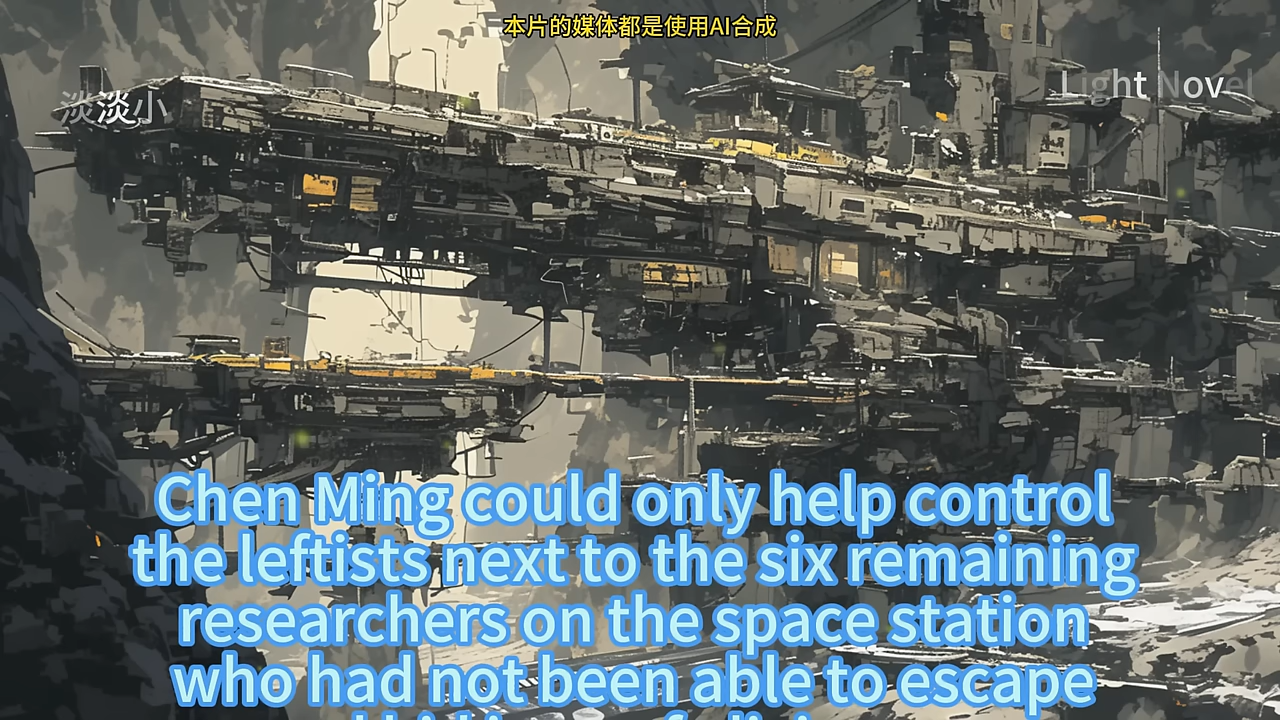 本片的媒体都是使用AI合成
淡淡小
Light Novel
Chen Ming could only help control
the leftists next to the six remaining
researchers on the space station
who had not been able to escape